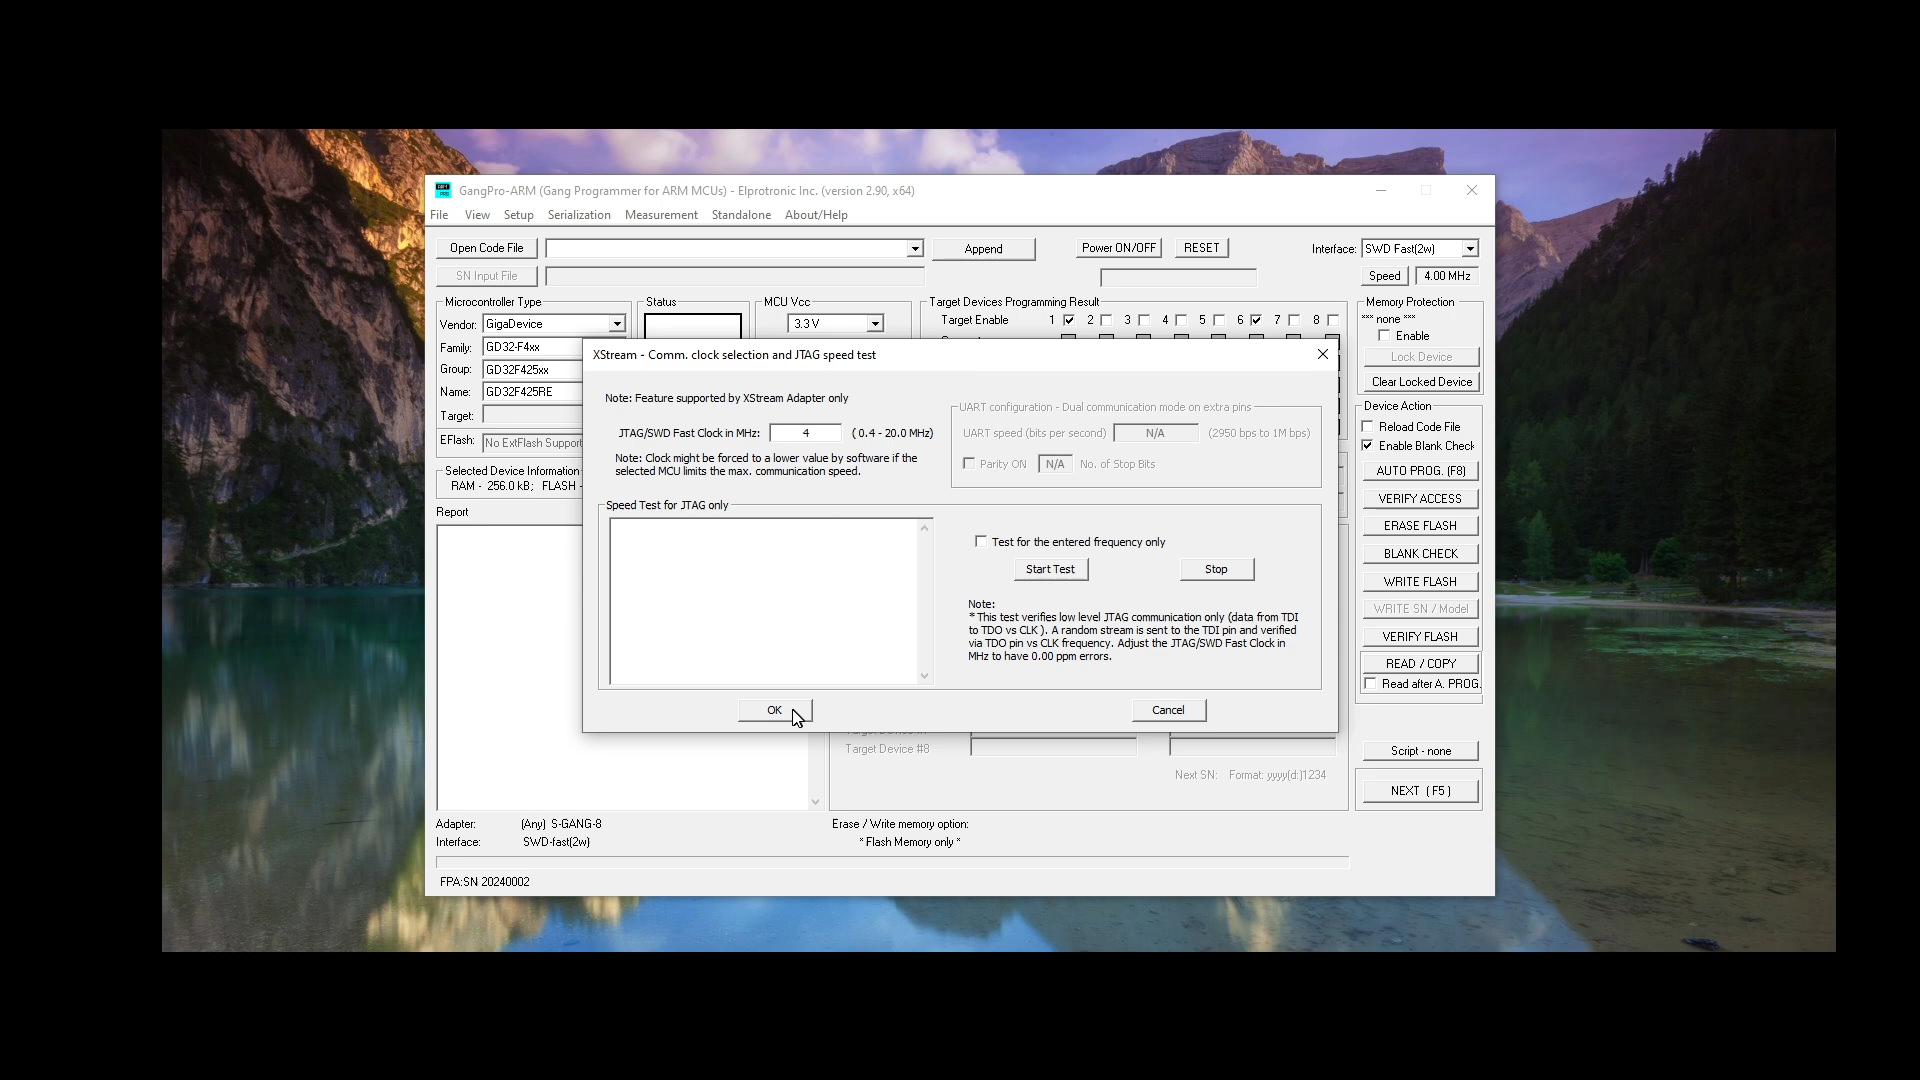 GangPro-ARM (Gang Programmer for ARM MCUs) - Elprotronic Inc. (version 2.90, x64)
File View Setup Serialization Measurement Standalone About/Help
Open Code File Append Power ON/OFF RESET Interface: SWD Fast(2w)
SN Input File Speed 4.00 MHz
Microcontroller Type Status MCU Vcc Target Devices Programming Result Memory Protection
Vendor: GigaDevice 3.3 V Target Enable 1 2 3 4 5 6 7 8 *** none ***
Enable
Family: GD32-F4xx
Lock Device
Group: GD32F425xx
Clear Locked Device
Name: GD32F425RE
Target:
EFlash: No ExtFlash Support
Selected Device Information
RAM - 256.0 kB; FLASH -
Report
XStream - Comm. clock selection and JTAG speed test
Note: Feature supported by XStream Adapter only
JTAG/SWD Fast Clock in MHz: 4 ( 0.4 - 20.0 MHz)
Note: Clock might be forced to a lower value by software if the
selected MCU limits the max. communication speed.
UART configuration - Dual communication mode on extra pins
UART speed (bits per second) N/A (2950 bps to 1M bps)
Parity ON N/A No. of Stop Bits
Speed Test for JTAG only
Test for the entered frequency only
Start Test Stop
Note:
* This test verifies low level JTAG communication only (data from TDI
to TDO vs CLK ). A random stream is sent to the TDI pin and verified
via TDO pin vs CLK frequency. Adjust the JTAG/SWD Fast Clock in
MHz to have 0.00 ppm errors.
OK Cancel
Device Action
Reload Code File
Enable Blank Check
AUTO PROG. (F8)
VERIFY ACCESS
ERASE FLASH
BLANK CHECK
WRITE FLASH
WRITE SN / Model
VERIFY FLASH
READ / COPY
Read after A. PROG.
Script - none
NEXT ( F5 )
Target Device #8
Next SN: Format: yyyy(d:)1234
Adapter: (Any) S-GANG-8 Erase / Write memory option:
Interface: SWD-fast(2w) * Flash Memory only *
FPA:SN 20240002